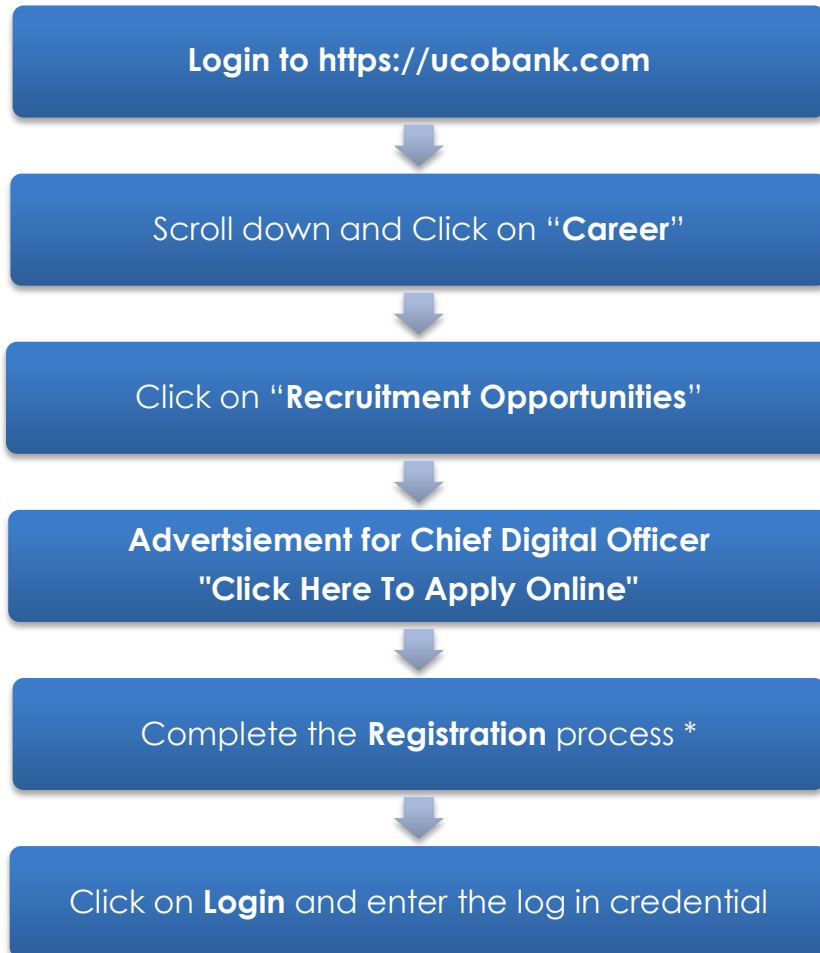 Login to https://ucobank.com
Scroll down and Click on “Career”
Click on “Recruitment Opportunities”
Advertsiement for Chief Digital Officer
"Click Here To Apply Online"
Complete the Registration process *
Click on Login and enter the log in credential